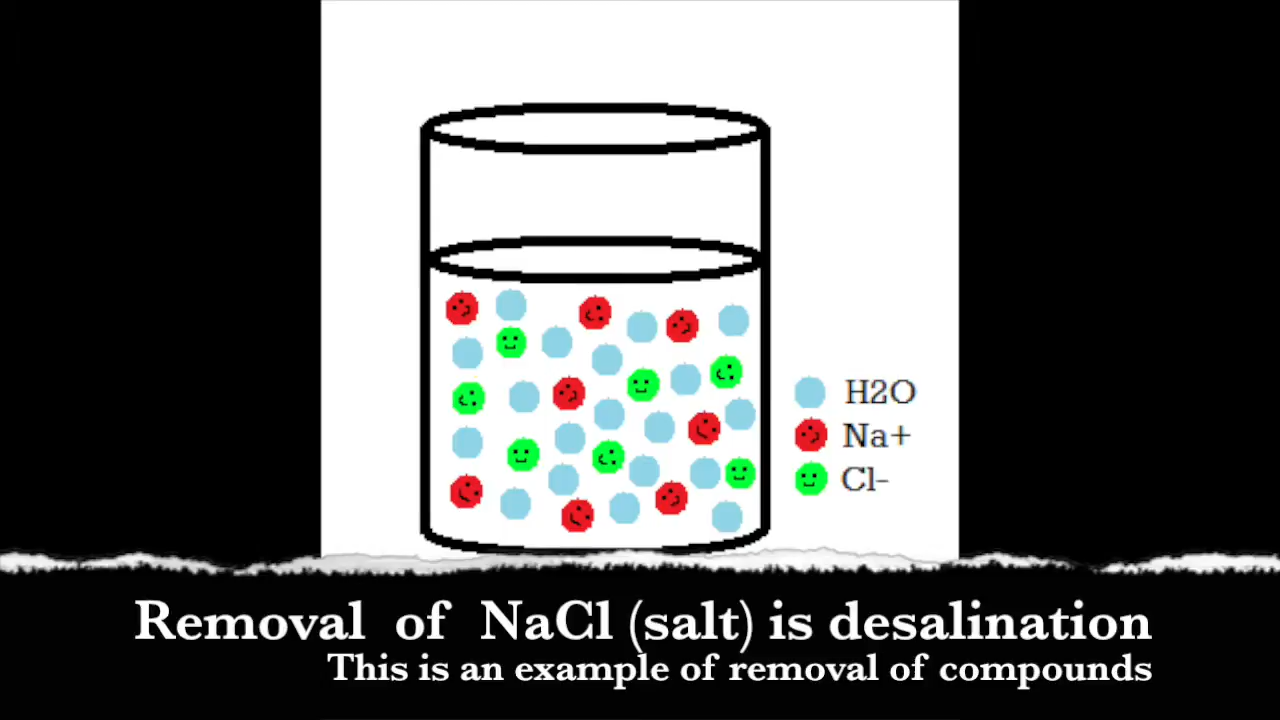 H2O
Na+
Cl-
Removal of NaCl (salt) is desalination
This is an example of removal of compounds